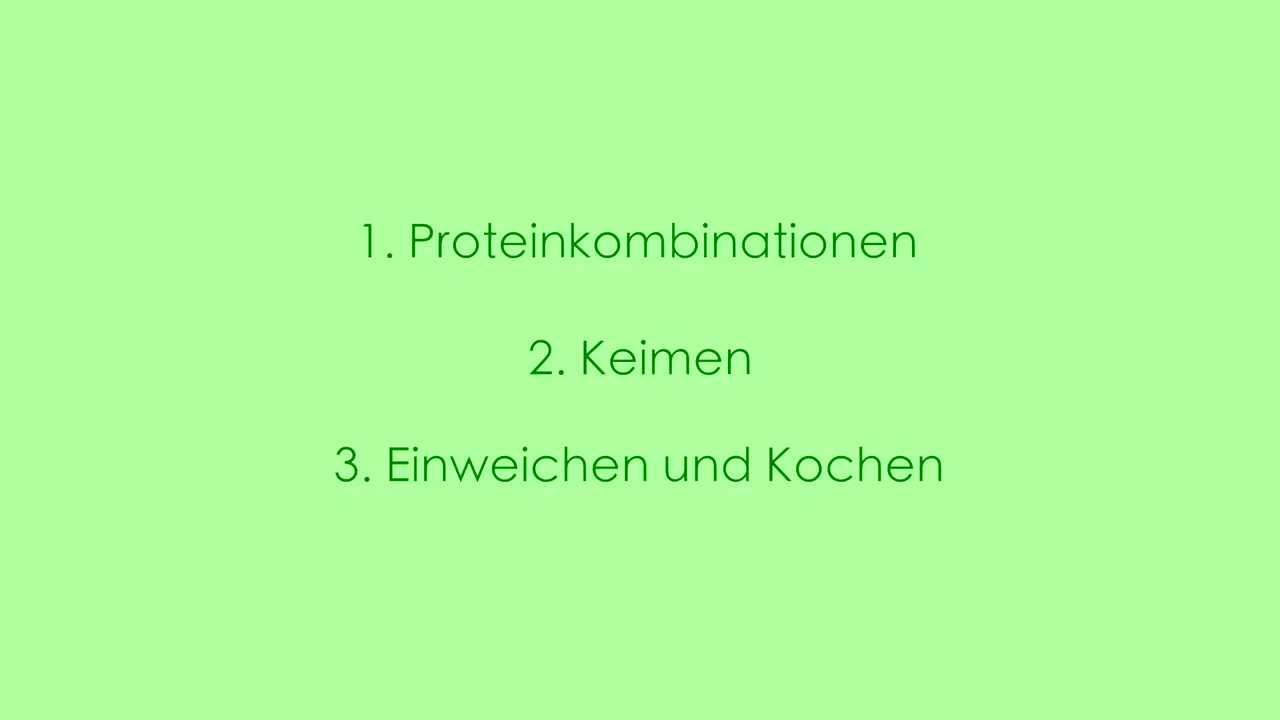 1. Proteinkombinationen
2. Keimen
3. Einweichen und Kochen